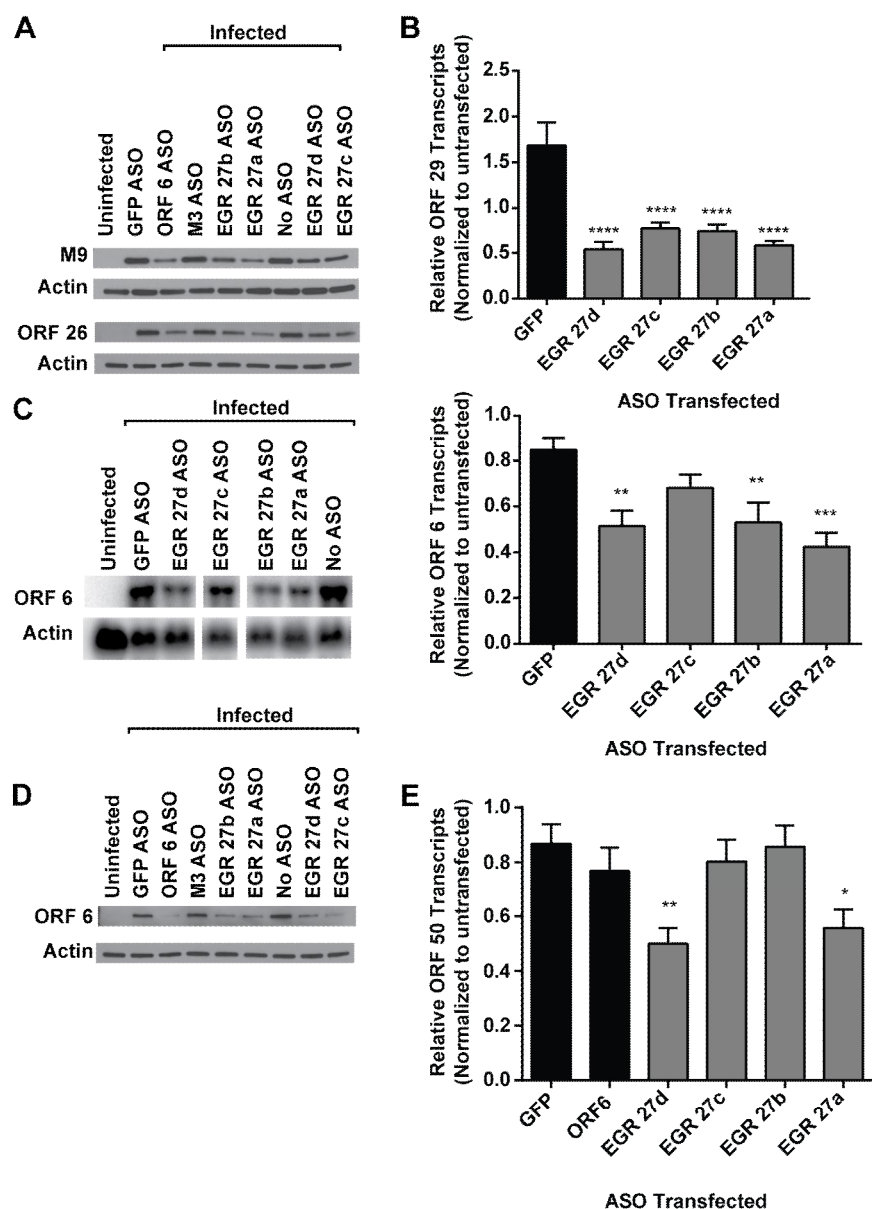 A
Infected
Uninfected
GFP ASO
ORF 6 ASO
M3 ASO
EGR 27b ASO
EGR 27a ASO
No ASO
EGR 27d ASO
EGR 27c ASO
M9
Actin
ORF 26
Actin
B
Relative ORF 29 Transcripts
(Normalized to untransfected)
2.5
2.0
1.5
1.0
0.5
0.0
****
****
****
****
GFP
EGR 27d
EGR 27c
EGR 27b
EGR 27a
ASO Transfected
Relative ORF 6 Transcripts
(Normalized to untransfected)
1.0
0.8
0.6
0.4
0.2
0.0
**
**
***
GFP
EGR 27d
EGR 27c
EGR 27b
EGR 27a
ASO Transfected
C
Infected
Uninfected
GFP ASO
EGR 27d ASO
EGR 27c ASO
EGR 27b ASO
EGR 27a ASO
No ASO
ORF 6
Actin
D
Infected
Uninfected
GFP ASO
ORF 6 ASO
M3 ASO
EGR 27b ASO
EGR 27a ASO
No ASO
EGR 27d ASO
EGR 27c ASO
ORF 6
Actin
E
Relative ORF 50 Transcripts
(Normalized to untransfected)
1.0
0.8
0.6
0.4
0.2
0.0
**
*
GFP
ORF6
EGR 27d
EGR 27c
EGR 27b
EGR 27a
ASO Transfected